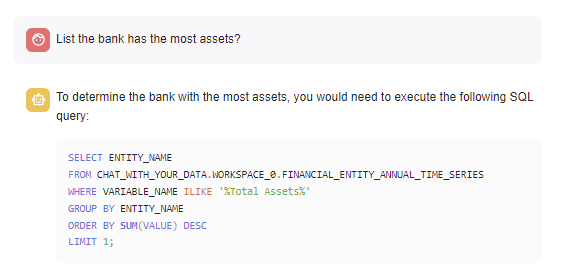 List the bank has the most assets?
To determine the bank with the most assets, you would need to execute the following SQL
query:
SELECT ENTITY_NAME
FROM CHAT_WITH_YOUR_DATA.WORKSPACE_0.FINANCIAL_ENTITY_ANNUAL_TIME_SERIES
WHERE VARIABLE_NAME ILIKE '%Total Assets%'
GROUP BY ENTITY_NAME
ORDER BY SUM(VALUE) DESC
LIMIT 1;